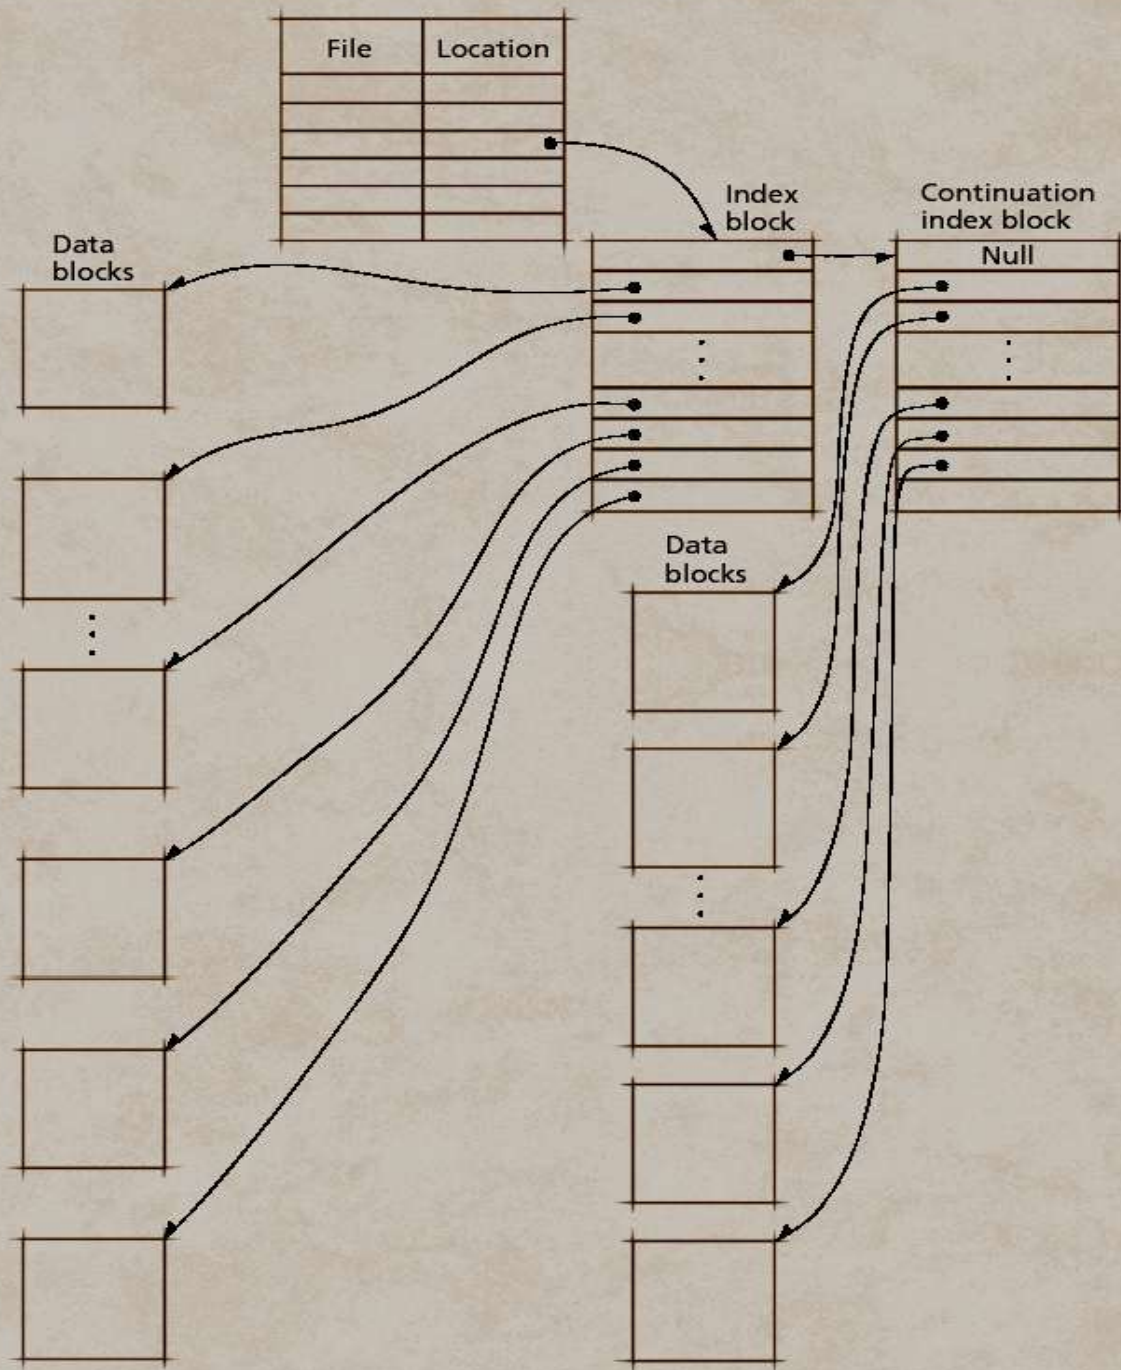 File
Location
Index
block
Continuation
index block
Null
Data
blocks
Data
blocks